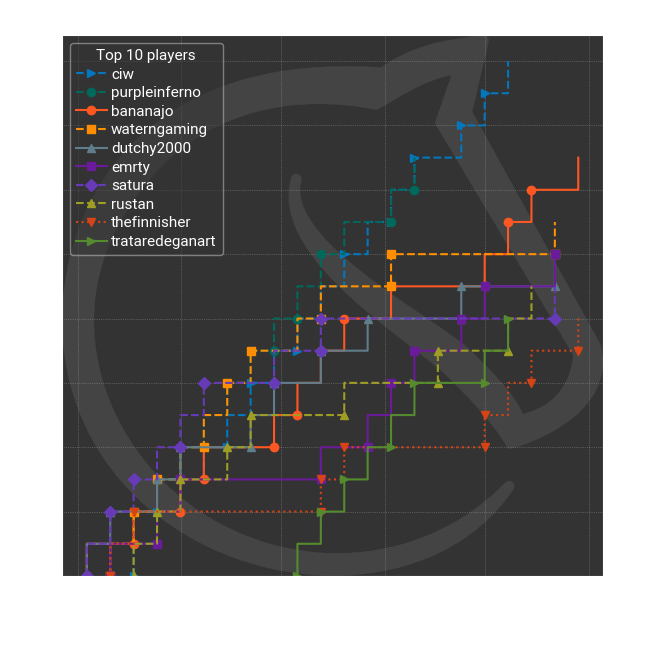 Top 10 players
ciw
purpleinferno
bananajo
waterngaming
dutchy2000
emrty
satura
rustan
thefinnisher
trataredeganart